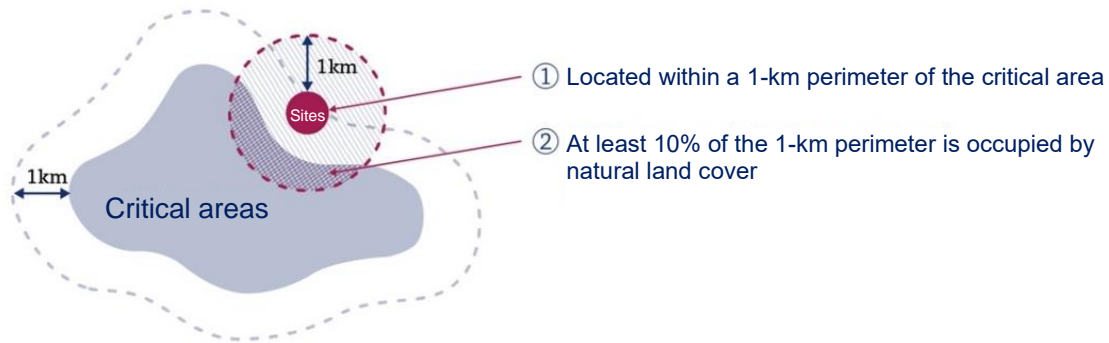 1km
Sites
① Located within a 1-km perimeter of the critical area
② At least 10% of the 1-km perimeter is occupied by
natural land cover
1km
Critical areas